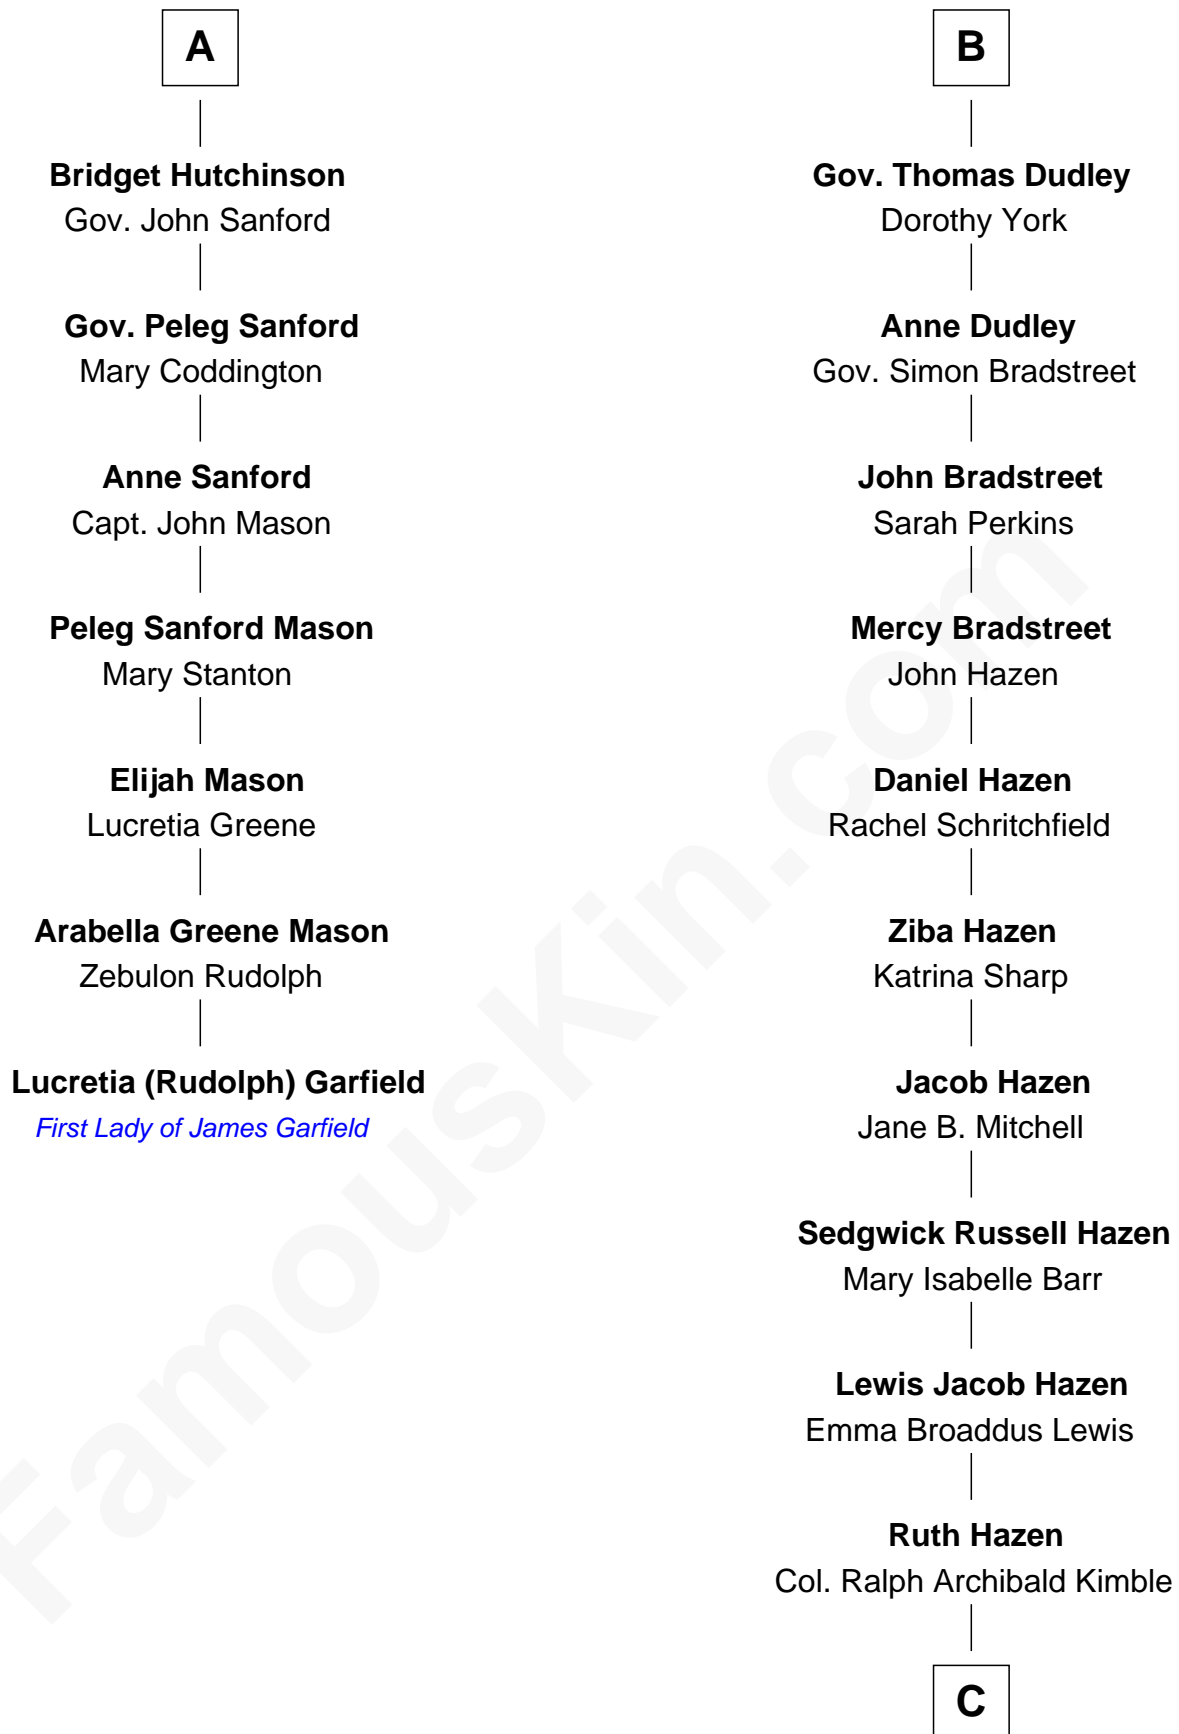 A
Bridget Hutchinson
Gov. John Sanford
Gov. Peleg Sanford
Mary Coddington
Anne Sanford
Capt. John Mason
Peleg Sanford Mason
Mary Stanton
Elijah Mason
Lucretia Greene
Arabella Greene Mason
Zebulon Rudolph
Lucretia (Rudolph) Garfield
First Lady of James Garfield
B
Gov. Thomas Dudley
Dorothy York
Anne Dudley
Gov. Simon Bradstreet
John Bradstreet
Sarah Perkins
Mercy Bradstreet
John Hazen
Daniel Hazen
Rachel Schritchfield
Ziba Hazen
Katrina Sharp
Jacob Hazen
Jane B. Mitchell
Sedgwick Russell Hazen
Mary Isabelle Barr
Lewis Jacob Hazen
Emma Broaddus Lewis
Ruth Hazen
Col. Ralph Archibald Kimble
C
FamousKin.com